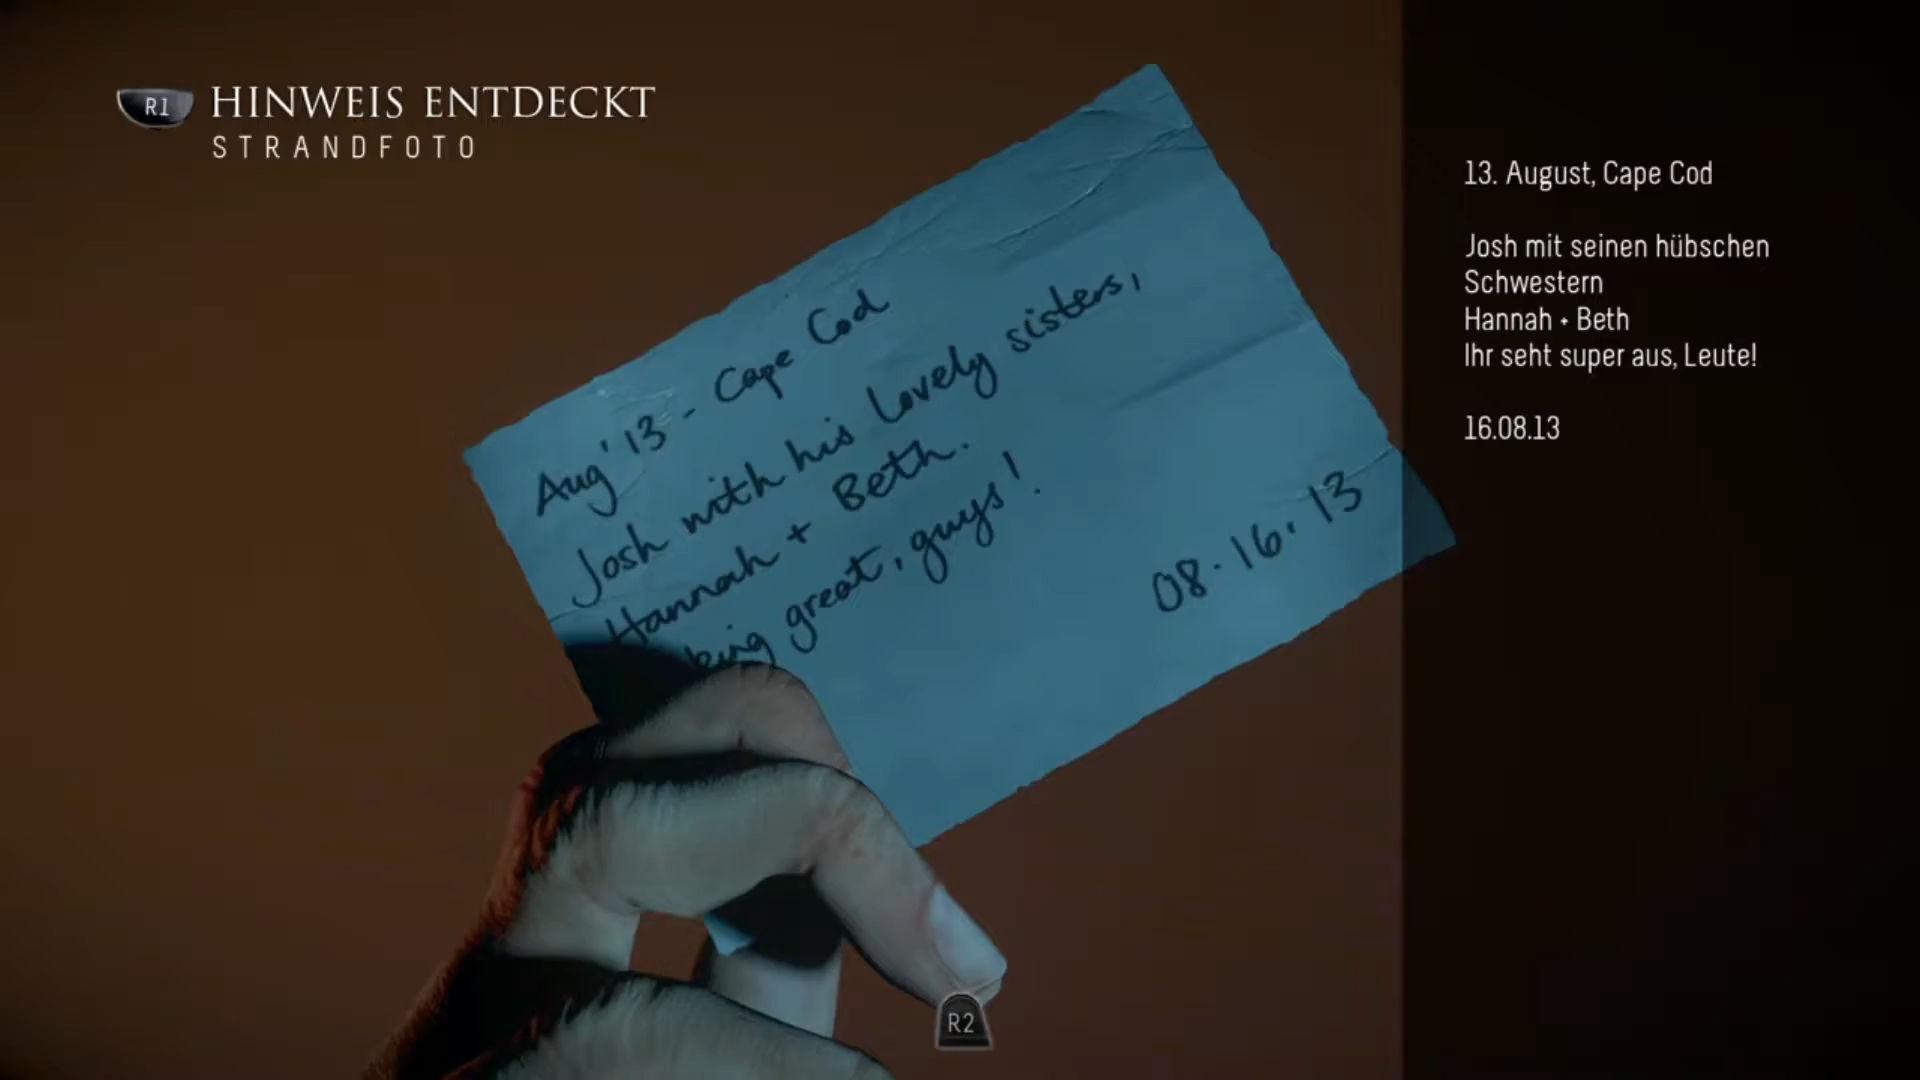 R1 HINWEIS ENTDECKT
STRANDFOTO
Aug' 13 - Cape Cod
Josh with his lovely sisters,
Hannah + Beth.
king great, guys!
08.16.13
13. August, Cape Cod
Josh mit seinen hübschen
Schwestern
Hannah + Beth
Ihr seht super aus, Leute!
16.08.13
R2